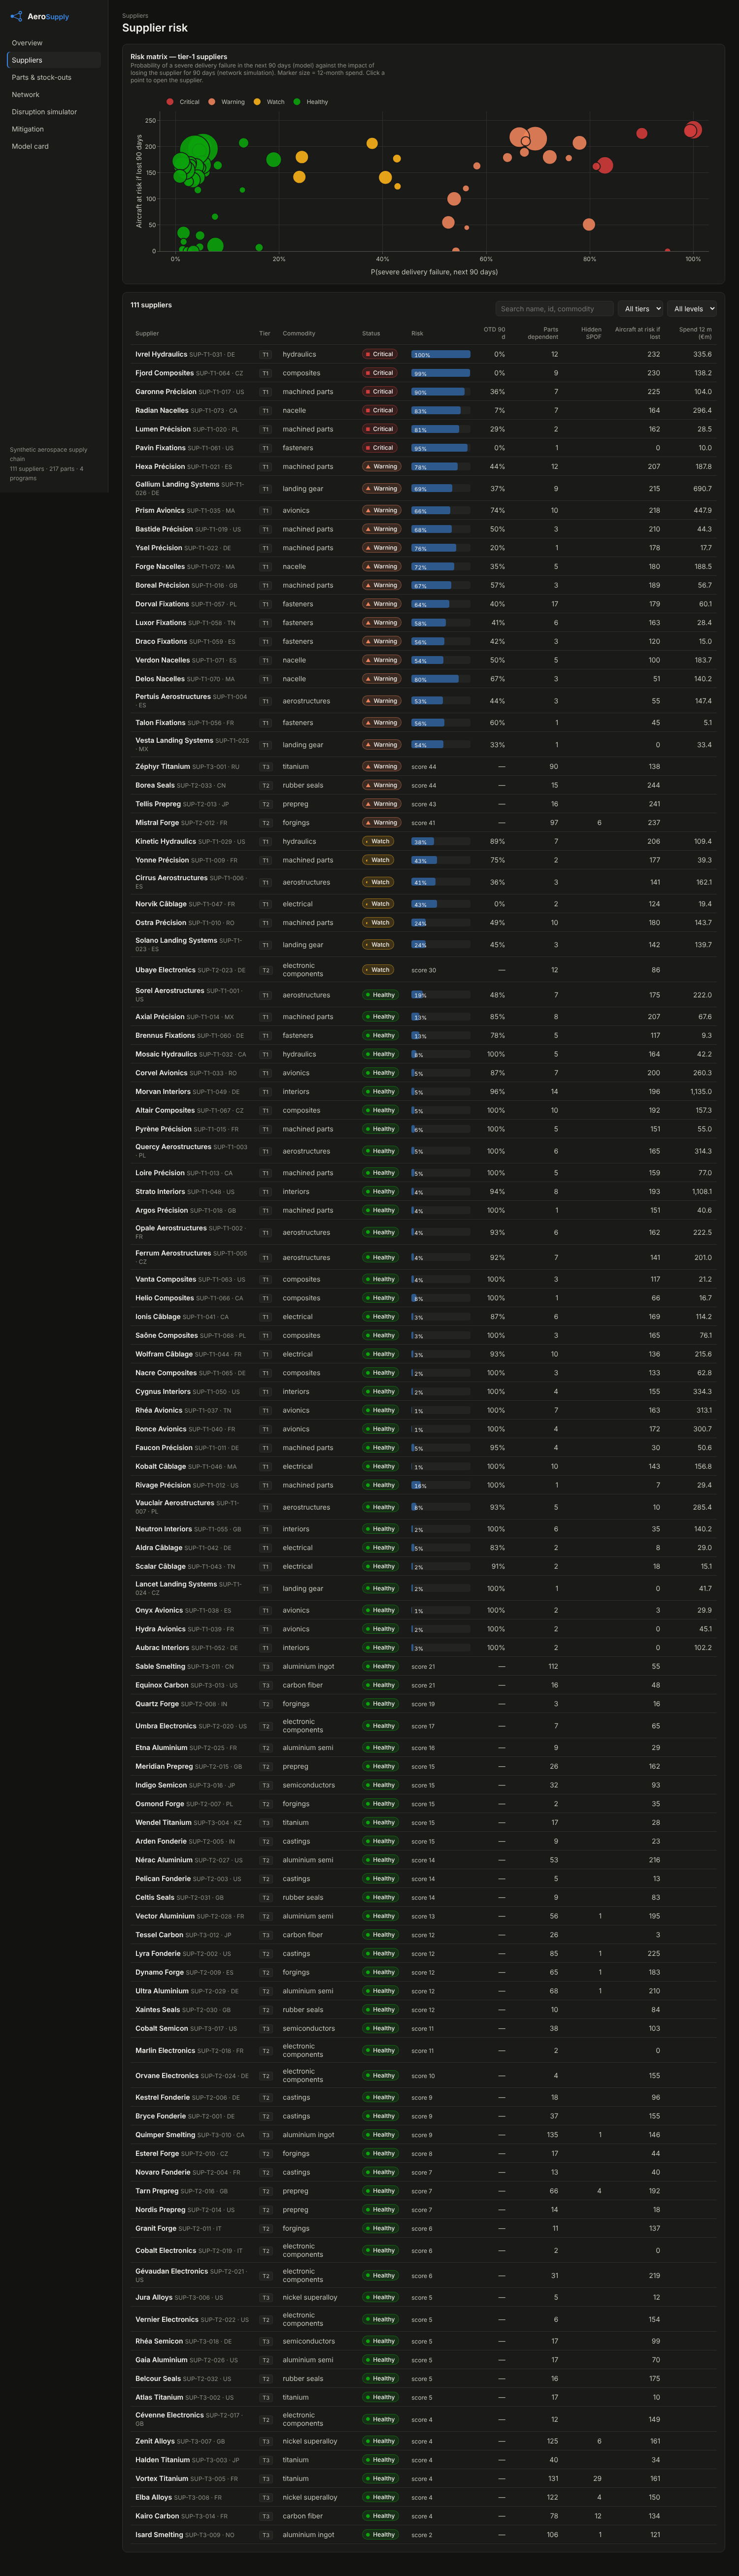 AeroSupply
Overview
Suppliers
Parts & stock-outs
Network
Disruption simulator
Mitigation
Model card
Synthetic aerospace supply
chain
111 suppliers · 217 parts · 4
programs
Suppliers
Supplier risk
Risk matrix — tier-1 suppliers
Probability of a severe delivery failure in the next 90 days (model) against the impact of
losing the supplier for 90 days (network simulation). Marker size = 12-month spend. Click a
point to open the supplier.
Critical Warning Watch Healthy
Aircraft at risk if lost 90 days
250
200
150
100
50
0
0% 20% 40% 60% 80% 100%
P(severe delivery failure, next 90 days)
111 suppliers
Search name, id, commodity All tiers All levels
Supplier Tier Commodity Status Risk OTD 90 d Parts dependent Hidden SPOF Aircraft at risk if lost Spend 12 m (€m)
Ivrel Hydraulics SUP-T1-031 · DE T1 hydraulics Critical 100% 0% 12 232 335.6
Fjord Composites SUP-T1-064 · CZ T1 composites Critical 99% 0% 9 230 138.2
Garonne Précision SUP-T1-017 · US T1 machined parts Critical 90% 36% 7 225 104.0
Radian Nacelles SUP-T1-073 · CA T1 nacelle Critical 83% 7% 7 164 296.4
Lumen Précision SUP-T1-020 · PL T1 machined parts Critical 81% 29% 2 162 28.5
Pavin Fixations SUP-T1-061 · US T1 fasteners Critical 95% 0% 1 0 10.0
Hexa Précision SUP-T1-021 · ES T1 machined parts Warning 78% 44% 12 207 187.8
Gallium Landing Systems SUP-T1-026 · DE T1 landing gear Warning 69% 37% 9 215 690.7
Prism Avionics SUP-T1-035 · MA T1 avionics Warning 66% 74% 10 218 447.9
Bastide Précision SUP-T1-019 · US T1 machined parts Warning 68% 50% 3 210 44.3
Ysel Précision SUP-T1-022 · DE T1 machined parts Warning 76% 20% 1 178 17.7
Forge Nacelles SUP-T1-072 · MA T1 nacelle Warning 72% 35% 5 180 188.5
Boreal Précision SUP-T1-016 · GB T1 machined parts Warning 67% 57% 3 189 56.7
Dorval Fixations SUP-T1-057 · PL T1 fasteners Warning 64% 40% 17 179 60.1
Luxor Fixations SUP-T1-056 · TN T1 fasteners Warning 58% 41% 6 163 28.4
Draco Fixations SUP-T1-059 · ES T1 fasteners Warning 56% 42% 3 120 15.0
Verdon Nacelles SUP-T1-071 · ES T1 nacelle Warning 54% 50% 5 100 183.7
Delos Nacelles SUP-T1-070 · MA T1 nacelle Warning 80% 67% 3 51 140.2
Pertuis Aerostructures SUP-T1-004 · ES T1 aerostructures Warning 53% 44% 3 55 147.4
Talon Fixations SUP-T1-058 · FR T1 fasteners Warning 56% 60% 1 45 5.1
Vesta Landing Systems SUP-T1-025 · MX T1 landing gear Warning 54% 33% 1 0 33.4
Zéphyr Titanium SUP-T3-001 · RU T3 titanium Warning score 44 — 90 138
Borea Seals SUP-T2-033 · CN T2 rubber seals Warning score 44 — 15 244
Tellis Prepreg SUP-T2-013 · JP T2 prepreg Warning score 43 — 16 241
Mistral Forge SUP-T2-012 · FR T2 forgings Warning score 41 — 97 6 237
Kinetic Hydraulics SUP-T1-029 · US T1 hydraulics Watch 38% 89% 7 206 109.4
Yonne Précision SUP-T1-009 · FR T1 machined parts Watch 43% 75% 2 177 39.3
Cirrus Aerostructures SUP-T1-006 · ES T1 aerostructures Watch 41% 36% 3 141 162.1
Norvik Câblage SUP-T1-047 · FR T1 electrical Watch 43% 0% 2 124 19.4
Ostra Précision SUP-T1-010 · RO T1 machined parts Watch 24% 49% 10 180 143.7
Solano Landing Systems SUP-T1-023 · ES T1 landing gear Watch 24% 45% 3 142 139.7
Ubaye Electronics SUP-T2-023 · DE T2 electronic components Watch score 30 — 12 86
Sorel Aerostructures SUP-T1-001 · US T1 aerostructures Healthy 19% 48% 7 175 222.0
Axial Précision SUP-T1-014 · MX T1 machined parts Healthy 13% 85% 8 207 67.6
Brennus Fixations SUP-T1-060 · DE T1 fasteners Healthy 13% 78% 5 117 9.3
Mosaic Hydraulics SUP-T1-032 · CA T1 hydraulics Healthy 8% 100% 5 164 42.2
Corvel Avionics SUP-T1-033 · RO T1 avionics Healthy 5% 87% 7 200 260.3
Morvan Interiors SUP-T1-049 · DE T1 interiors Healthy 5% 96% 14 196 1,135.0
Altair Composites SUP-T1-067 · CZ T1 composites Healthy 5% 100% 10 192 157.3
Pyrène Précision SUP-T1-015 · FR T1 machined parts Healthy 6% 100% 5 151 55.0
Quercy Aerostructures SUP-T1-003 · PL T1 aerostructures Healthy 5% 100% 6 165 314.3
Loire Précision SUP-T1-013 · CA T1 machined parts Healthy 5% 100% 5 159 77.0
Strato Interiors SUP-T1-048 · US T1 interiors Healthy 4% 94% 8 193 1,108.1
Argos Précision SUP-T1-018 · GB T1 machined parts Healthy 4% 100% 1 151 40.6
Opale Aerostructures SUP-T1-002 · FR T1 aerostructures Healthy 4% 93% 6 162 222.5
Ferrum Aerostructures SUP-T1-005 · CZ T1 aerostructures Healthy 4% 92% 7 141 201.0
Vanta Composites SUP-T1-063 · US T1 composites Healthy 4% 100% 3 117 21.2
Helio Composites SUP-T1-066 · CA T1 composites Healthy 8% 100% 1 66 16.7
Ionis Câblage SUP-T1-041 · CA T1 electrical Healthy 3% 87% 6 169 114.2
Saône Composites SUP-T1-068 · PL T1 composites Healthy 3% 100% 3 165 76.1
Wolfram Câblage SUP-T1-044 · FR T1 electrical Healthy 3% 93% 10 136 215.6
Nacre Composites SUP-T1-065 · DE T1 composites Healthy 2% 100% 3 133 62.8
Cygnus Interiors SUP-T1-050 · US T1 interiors Healthy 2% 100% 4 155 334.3
Rhéa Avionics SUP-T1-037 · TN T1 avionics Healthy 1% 100% 7 163 313.1
Ronce Avionics SUP-T1-040 · FR T1 avionics Healthy 1% 100% 4 172 300.7
Faucon Précision SUP-T1-011 · DE T1 machined parts Healthy 5% 95% 4 30 50.6
Kobalt Câblage SUP-T1-046 · MA T1 electrical Healthy 1% 100% 10 143 156.8
Rivage Précision SUP-T1-012 · US T1 machined parts Healthy 16% 100% 1 7 29.4
Vauclair Aerostructures SUP-T1-007 · PL T1 aerostructures Healthy 8% 93% 5 10 285.4
Neutron Interiors SUP-T1-055 · GB T1 interiors Healthy 2% 100% 6 35 140.2
Aldra Câblage SUP-T1-042 · DE T1 electrical Healthy 5% 83% 2 8 29.0
Scalar Câblage SUP-T1-043 · TN T1 electrical Healthy 2% 91% 2 18 15.1
Lancet Landing Systems SUP-T1-024 · CZ T1 landing gear Healthy 2% 100% 1 0 41.7
Onyx Avionics SUP-T1-038 · ES T1 avionics Healthy 1% 100% 2 3 29.9
Hydra Avionics SUP-T1-039 · FR T1 avionics Healthy 2% 100% 2 0 45.1
Aubrac Interiors SUP-T1-052 · DE T1 interiors Healthy 3% 100% 2 0 102.2
Sable Smelting SUP-T3-011 · CN T3 aluminium ingot Healthy score 21 — 112 55
Equinox Carbon SUP-T3-013 · US T3 carbon fiber Healthy score 21 — 16 48
Quartz Forge SUP-T2-008 · IN T2 forgings Healthy score 19 — 3 16
Umbra Electronics SUP-T2-020 · US T2 electronic components Healthy score 17 — 7 65
Etna Aluminium SUP-T2-025 · FR T2 aluminium semi Healthy score 16 — 9 29
Meridian Prepreg SUP-T2-015 · GB T2 prepreg Healthy score 15 — 26 162
Indigo Semicon SUP-T3-016 · JP T3 semiconductors Healthy score 15 — 32 93
Osmond Forge SUP-T2-007 · PL T2 forgings Healthy score 15 — 2 35
Wendel Titanium SUP-T3-004 · KZ T3 titanium Healthy score 15 — 17 28
Arden Fonderie SUP-T2-005 · IN T2 castings Healthy score 15 — 9 23
Nérac Aluminium SUP-T2-027 · US T2 aluminium semi Healthy score 14 — 53 216
Pelican Fonderie SUP-T2-003 · US T2 castings Healthy score 14 — 5 13
Celtis Seals SUP-T2-031 · GB T2 rubber seals Healthy score 14 — 9 83
Vector Aluminium SUP-T2-028 · FR T2 aluminium semi Healthy score 13 — 56 1 195
Tessel Carbon SUP-T3-012 · JP T3 carbon fiber Healthy score 12 — 26 3
Lyra Fonderie SUP-T2-002 · US T2 castings Healthy score 12 — 85 1 225
Dynamo Forge SUP-T2-009 · ES T2 forgings Healthy score 12 — 65 1 183
Ultra Aluminium SUP-T2-029 · DE T2 aluminium semi Healthy score 12 — 68 1 210
Xaintes Seals SUP-T2-030 · GB T2 rubber seals Healthy score 12 — 10 84
Cobalt Semicon SUP-T3-017 · US T3 semiconductors Healthy score 11 — 38 103
Marlin Electronics SUP-T2-018 · FR T2 electronic components Healthy score 11 — 2 0
Orvane Electronics SUP-T2-024 · DE T2 electronic components Healthy score 10 — 4 155
Kestrel Fonderie SUP-T2-006 · DE T2 castings Healthy score 9 — 18 96
Bryce Fonderie SUP-T2-001 · DE T2 castings Healthy score 9 — 37 155
Quimper Smelting SUP-T3-010 · CA T3 aluminium ingot Healthy score 9 — 135 1 146
Esterel Forge SUP-T2-010 · CZ T2 forgings Healthy score 8 — 17 44
Novaro Fonderie SUP-T2-004 · FR T2 castings Healthy score 7 — 13 40
Tarn Prepreg SUP-T2-016 · GB T2 prepreg Healthy score 7 — 66 4 192
Nordis Prepreg SUP-T2-014 · US T2 prepreg Healthy score 7 — 14 18
Granit Forge SUP-T2-011 · IT T2 forgings Healthy score 6 — 11 137
Cobalt Electronics SUP-T2-019 · IT T2 electronic components Healthy score 6 — 2 0
Gévaudan Electronics SUP-T2-021 · US T2 electronic components Healthy score 6 — 31 219
Jura Alloys SUP-T3-006 · US T3 nickel superalloy Healthy score 5 — 5 12
Vernier Electronics SUP-T2-022 · US T2 electronic components Healthy score 5 — 6 154
Rhéa Semicon SUP-T3-018 · DE T3 semiconductors Healthy score 5 — 17 99
Gaia Aluminium SUP-T2-026 · US T2 aluminium semi Healthy score 5 — 17 70
Belcour Seals SUP-T2-032 · US T2 rubber seals Healthy score 5 — 16 175
Atlas Titanium SUP-T3-002 · US T3 titanium Healthy score 5 — 17 10
Cévenne Electronics SUP-T2-017 · GB T2 electronic components Healthy score 4 — 12 149
Zenit Alloys SUP-T3-007 · GB T3 nickel superalloy Healthy score 4 — 125 6 161
Halden Titanium SUP-T3-003 · JP T3 titanium Healthy score 4 — 40 34
Vortex Titanium SUP-T3-005 · FR T3 titanium Healthy score 4 — 131 29 161
Elba Alloys SUP-T3-008 · FR T3 nickel superalloy Healthy score 4 — 122 4 150
Kairo Carbon SUP-T3-014 · FR T3 carbon fiber Healthy score 4 — 78 12 134
Isard Smelting SUP-T3-009 · NO T3 aluminium ingot Healthy score 2 — 106 1 121